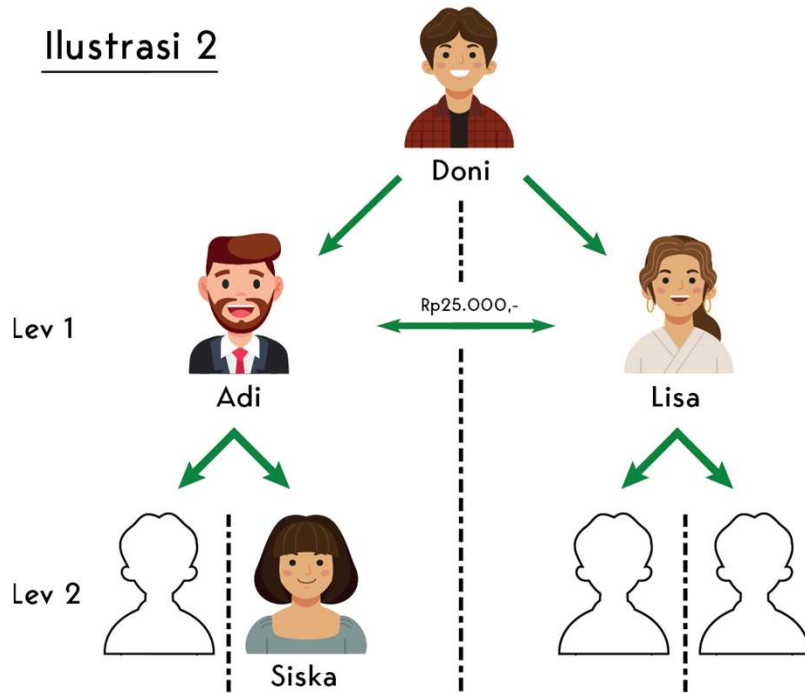 Ilustrasi 2
Doni
Lev 1
Rp25.000,-
Adi
Lisa
Lev 2
Siska